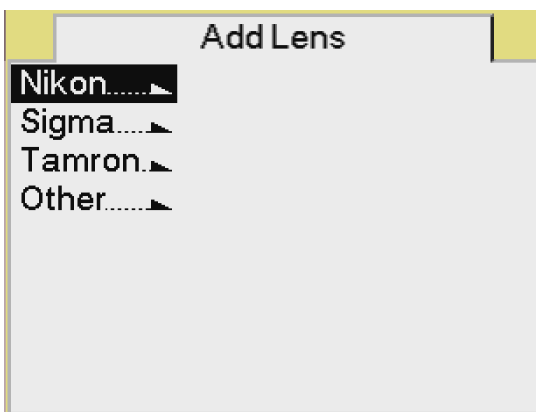 Add Lens
Nikon......
Sigma.....
Tamron.
Other.......